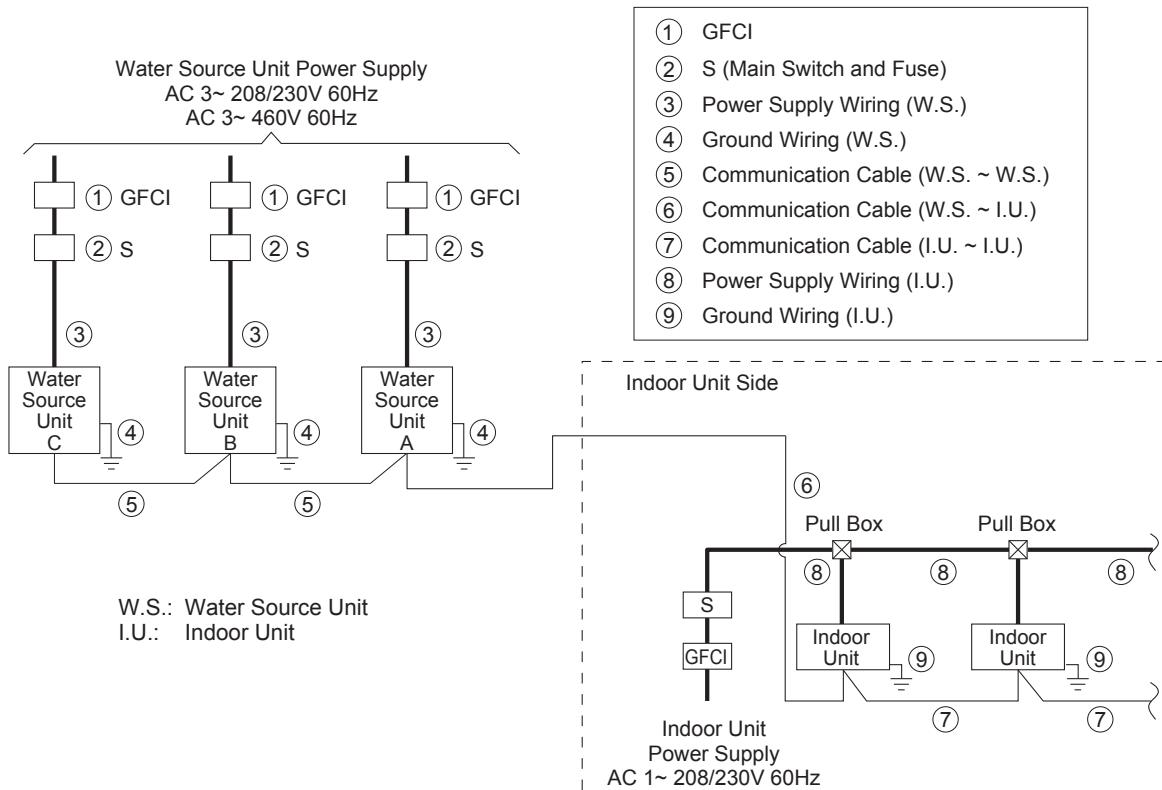 Water Source Unit Power Supply
AC 3~ 208/230V 60Hz
AC 3~ 460V 60Hz
① GFCI
② S (Main Switch and Fuse)
③ Power Supply Wiring (W.S.)
④ Ground Wiring (W.S.)
⑤ Communication Cable (W.S. ~ W.S.)
⑥ Communication Cable (W.S. ~ I.U.)
⑦ Communication Cable (I.U. ~ I.U.)
⑧ Power Supply Wiring (I.U.)
⑨ Ground Wiring (I.U.)
① GFCI
① GFCI
① GFCI
② S
② S
② S
③
③
③
Water
Source
Unit
C
④
Water
Source
Unit
B
④
Water
Source
Unit
A
④
⑤
⑤
W.S.: Water Source Unit
I.U.: Indoor Unit
Indoor Unit Side
⑥
Pull Box
Pull Box
⑧
⑧
⑧
S
GFCI
Indoor
Unit
⑨
Indoor
Unit
⑨
⑦
⑦
Indoor Unit
Power Supply
AC 1~ 208/230V 60Hz